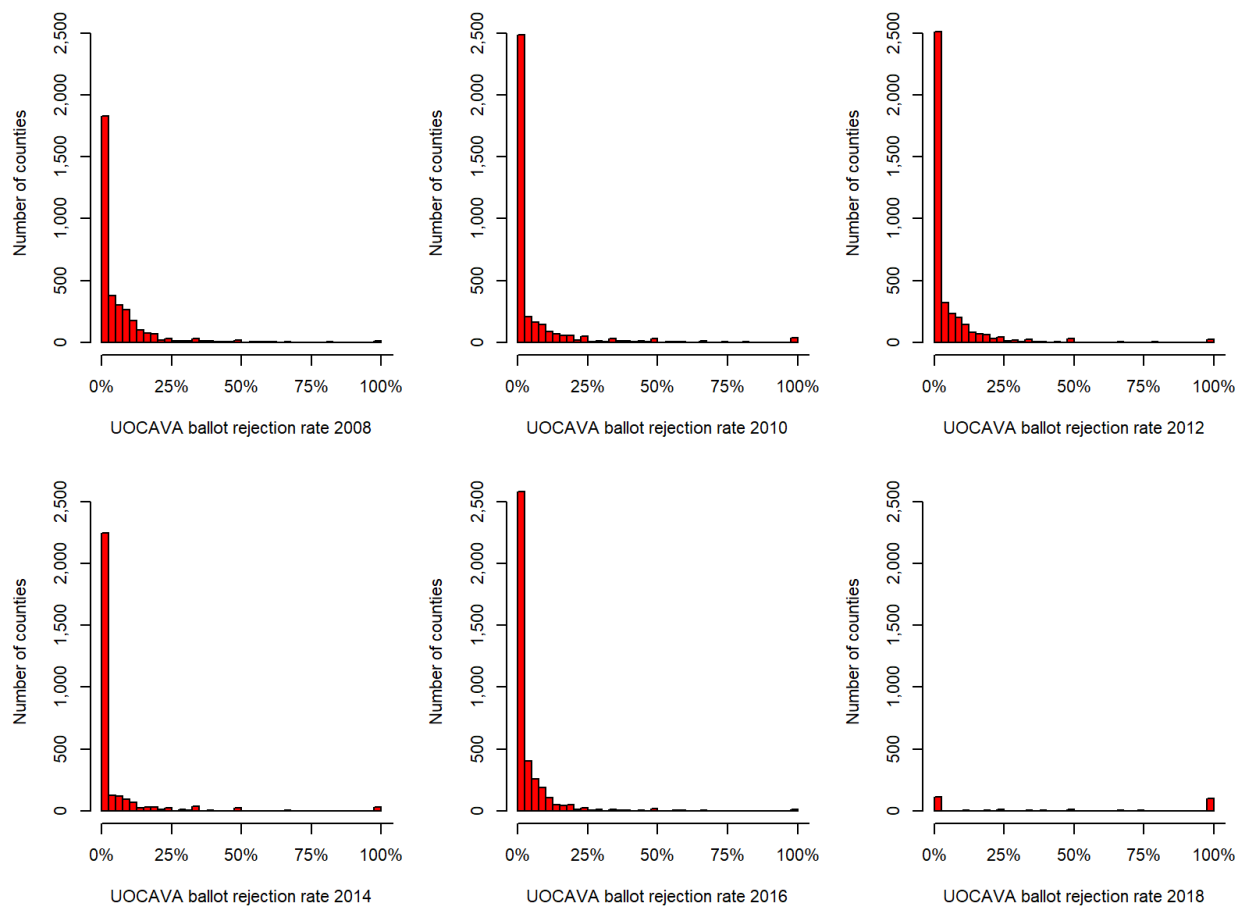 Number of counties
2,500
2,000
1,500
1,000
500
0
0% 25% 50% 75% 100%
UOCAVA ballot rejection rate 2008
Number of counties
2,500
2,000
1,500
1,000
500
0
0% 25% 50% 75% 100%
UOCAVA ballot rejection rate 2010
Number of counties
2,500
2,000
1,500
1,000
500
0
0% 25% 50% 75% 100%
UOCAVA ballot rejection rate 2012
Number of counties
2,500
2,000
1,500
1,000
500
0
0% 25% 50% 75% 100%
UOCAVA ballot rejection rate 2014
Number of counties
2,500
2,000
1,500
1,000
500
0
0% 25% 50% 75% 100%
UOCAVA ballot rejection rate 2016
Number of counties
2,500
2,000
1,500
1,000
500
0
0% 25% 50% 75% 100%
UOCAVA ballot rejection rate 2018